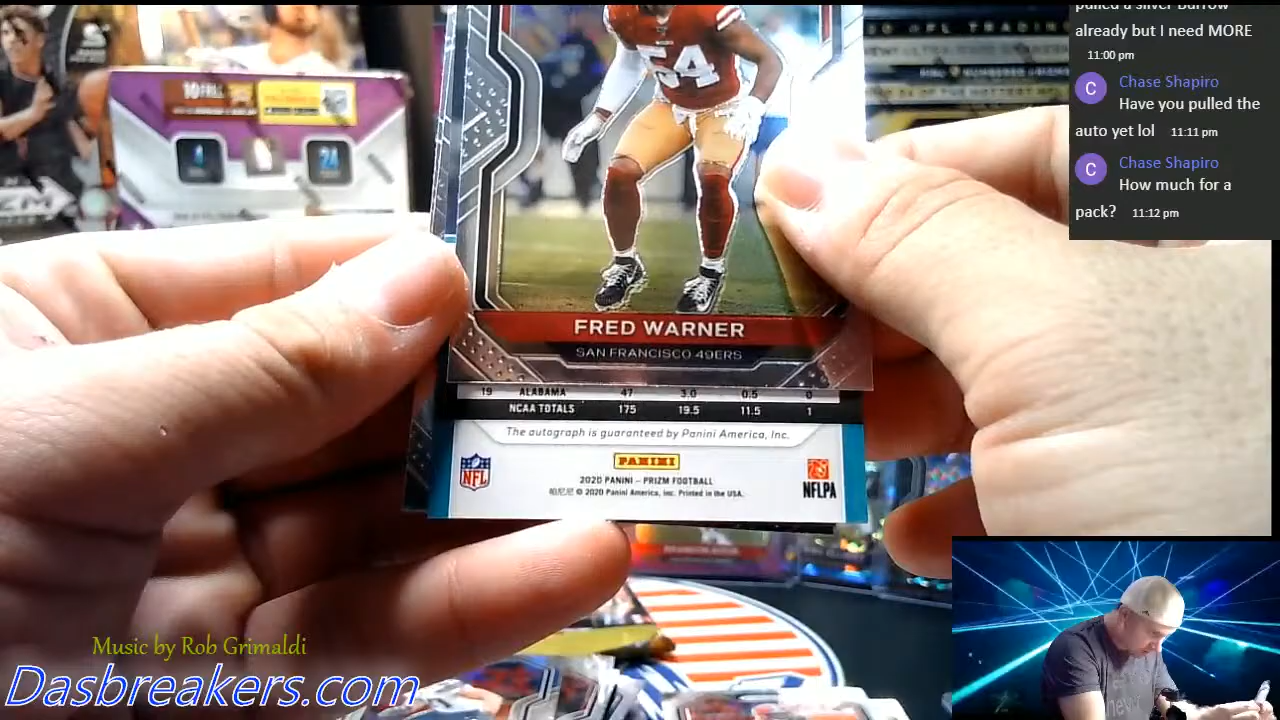 pulled a silver Burrow
already but I need MORE
11:00 pm
C Chase Shapiro
Have you pulled the
auto yet lol 11:11 pm
C Chase Shapiro
How much for a
pack? 11:12 pm
54
FRED WARNER
SAN FRANCISCO 49ERS
19 ALABAMA 47 3.0 0.5 0
NCAA TOTALS 175 19.5 11.5 1
The autograph is guaranteed by Panini America, Inc.
NFL
PANINI
NFLPA
2020 PANINI – PRIZM FOOTBALL
帕尼尼 © 2020 Panini America, Inc. Printed in the USA.
Music by Rob Grimaldi
Dasbreakers.com